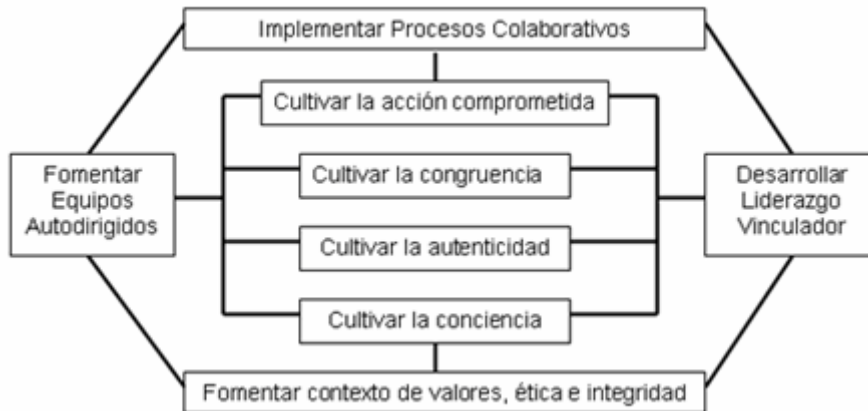 Implementar Procesos Colaborativos
Cultivar la acción comprometida
Fomentar
Equipos
Autodirigidos
Cultivar la congruencia
Desarrollar
Liderazgo
Vinculador
Cultivar la autenticidad
Cultivar la conciencia
Fomentar contexto de valores, ética e integridad